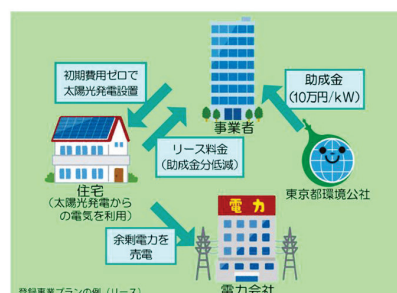 初期費用ゼロで
太陽光発電設置
助成金
(10万円/kW)
事業者
リース料金
(助成金分低減)
住宅
(太陽光発電から
の電気を利用)
東京都環境公社
電力
余剰電力を
売電
電力会社
登録事業プランの例(リース)